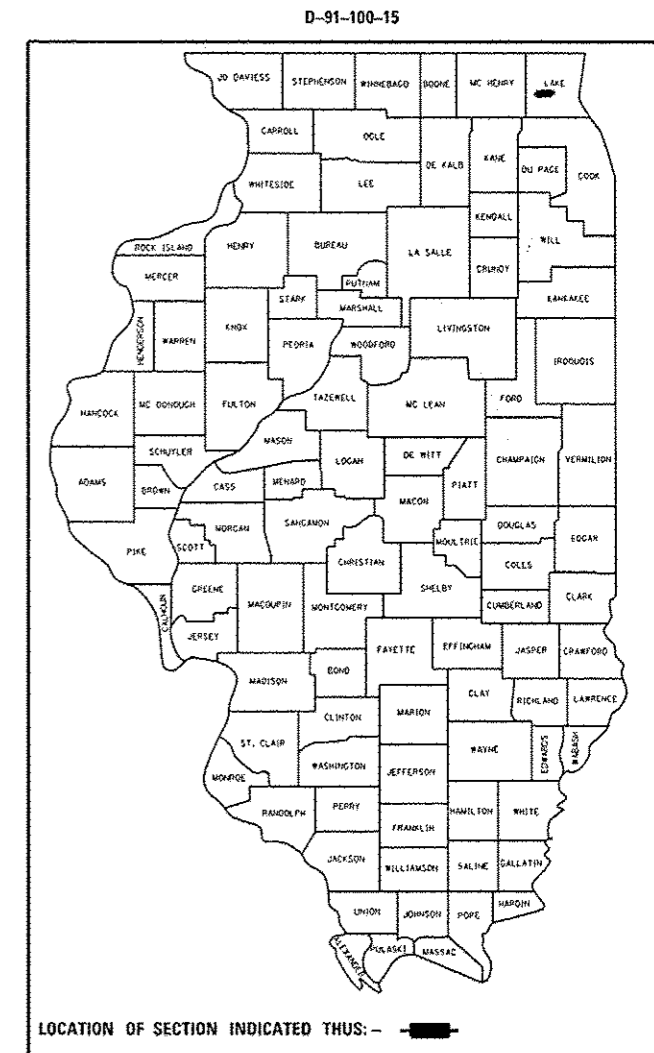 D-91-100-15
JO DAVIESS STEPHENSON WINNEBAGO BOONE MC HENRY LAKE
CARROLL OGLE
DE KALB KANE DU PAGE COOK
WHITESIDE LEE
KENDALL
ROCK ISLAND HENRY BUREAU LA SALLE WILL
MERCER GRUNDY
PUTNAM
STARK MARSHALL KANKAKEE
HENDERSON WARREN KNOX LIVINGSTON
PEORIA WOODFORD IROQUOIS
HANCOCK MC DONOUGH FULTON TAZEWELL MC LEAN FORD
MASON
SCHUYLER LOGAN DE WITT CHAMPAIGN VERMILION
ADAMS BROWN CASS MENARD PIATT
MACON
MORGAN SANGAMON DOUGLAS
PIKE SCOTT MOULTRIE EDGAR
CHRISTIAN COLES
SHELBY
CALHOUN GREENE MACOUPIN MONTGOMERY CUMBERLAND CLARK
JERSEY FAYETTE EFFINGHAM JASPER CRAWFORD
BOND
MADISON CLAY RICHLAND LAWRENCE
CLINTON MARION
ST. CLAIR WAYNE EDWARDS WABASH
WASHINGTON JEFFERSON
MONROE
RANDOLPH PERRY HAMILTON WHITE
FRANKLIN
JACKSON WILLIAMSON SALINE GALLATIN
UNION JOHNSON POPE HARDIN
ALEXANDER PULASKI MASSAC
LOCATION OF SECTION INDICATED THUS: -